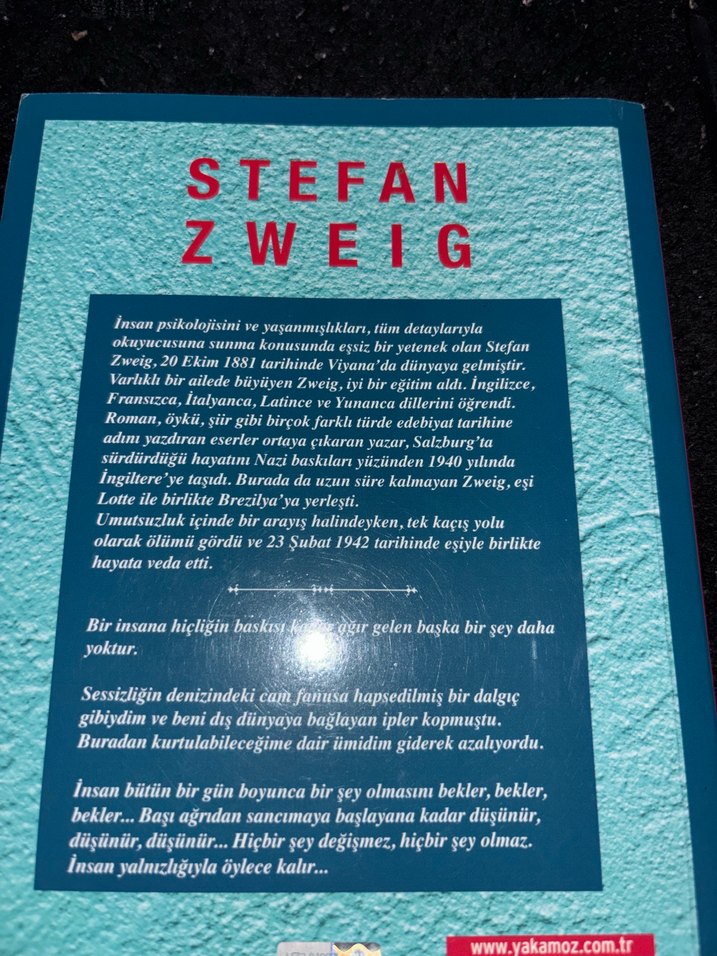 STEFAN
ZWEIG
İnsan psikolojisini ve yaşanmışlıkları, tüm detaylarıyla
okuyucusuna sunma konusunda eşsiz bir yetenek olan Stefan
Zweig, 20 Ekim 1881 tarihinde Viyana’da dünyaya gelmiştir.
Varlıklı bir ailede büyüyen Zweig, iyi bir eğitim aldı. İngilizce,
Fransızca, İtalyanca, Latince ve Yunanca dillerini öğrendi.
Roman, öykü, şiir gibi birçok farklı türde edebiyat tarihine
adını yazdıran eserler ortaya çıkaran yazar, Salzburg’ta
sürdürdüğü hayatını Nazi baskıları yüzünden 1940 yılında
İngiltere’ye taşıdı. Burada da uzun süre kalmayan Zweig, eşi
Lotte ile birlikte Brezilya’ya yerleşti.
Umutsuzluk içinde bir arayış halindeyken, tek kaçış yolu
olarak ölümü gördü ve 23 Şubat 1942 tarihinde eşiyle birlikte
hayata veda etti.
Bir insana hiçliğin baskısı kadar ağır gelen başka bir şey daha
yoktur.
Sessizliğin denizindeki cam fanusa hapsedilmiş bir dalgıç
gibiydim ve beni dış dünyaya bağlayan ipler kopmuştu.
Buradan kurtulabileceğime dair ümidim giderek azalıyordu.
İnsan bütün bir gün boyunca bir şey olmasını bekler, bekler,
bekler... Başı ağrıdan sancımaya başlayana kadar düşünür,
düşünür, düşünür... Hiçbir şey değişmez, hiçbir şey olmaz.
İnsan yalnızlığıyla öylece kalır...
www.yakamoz.com.tr